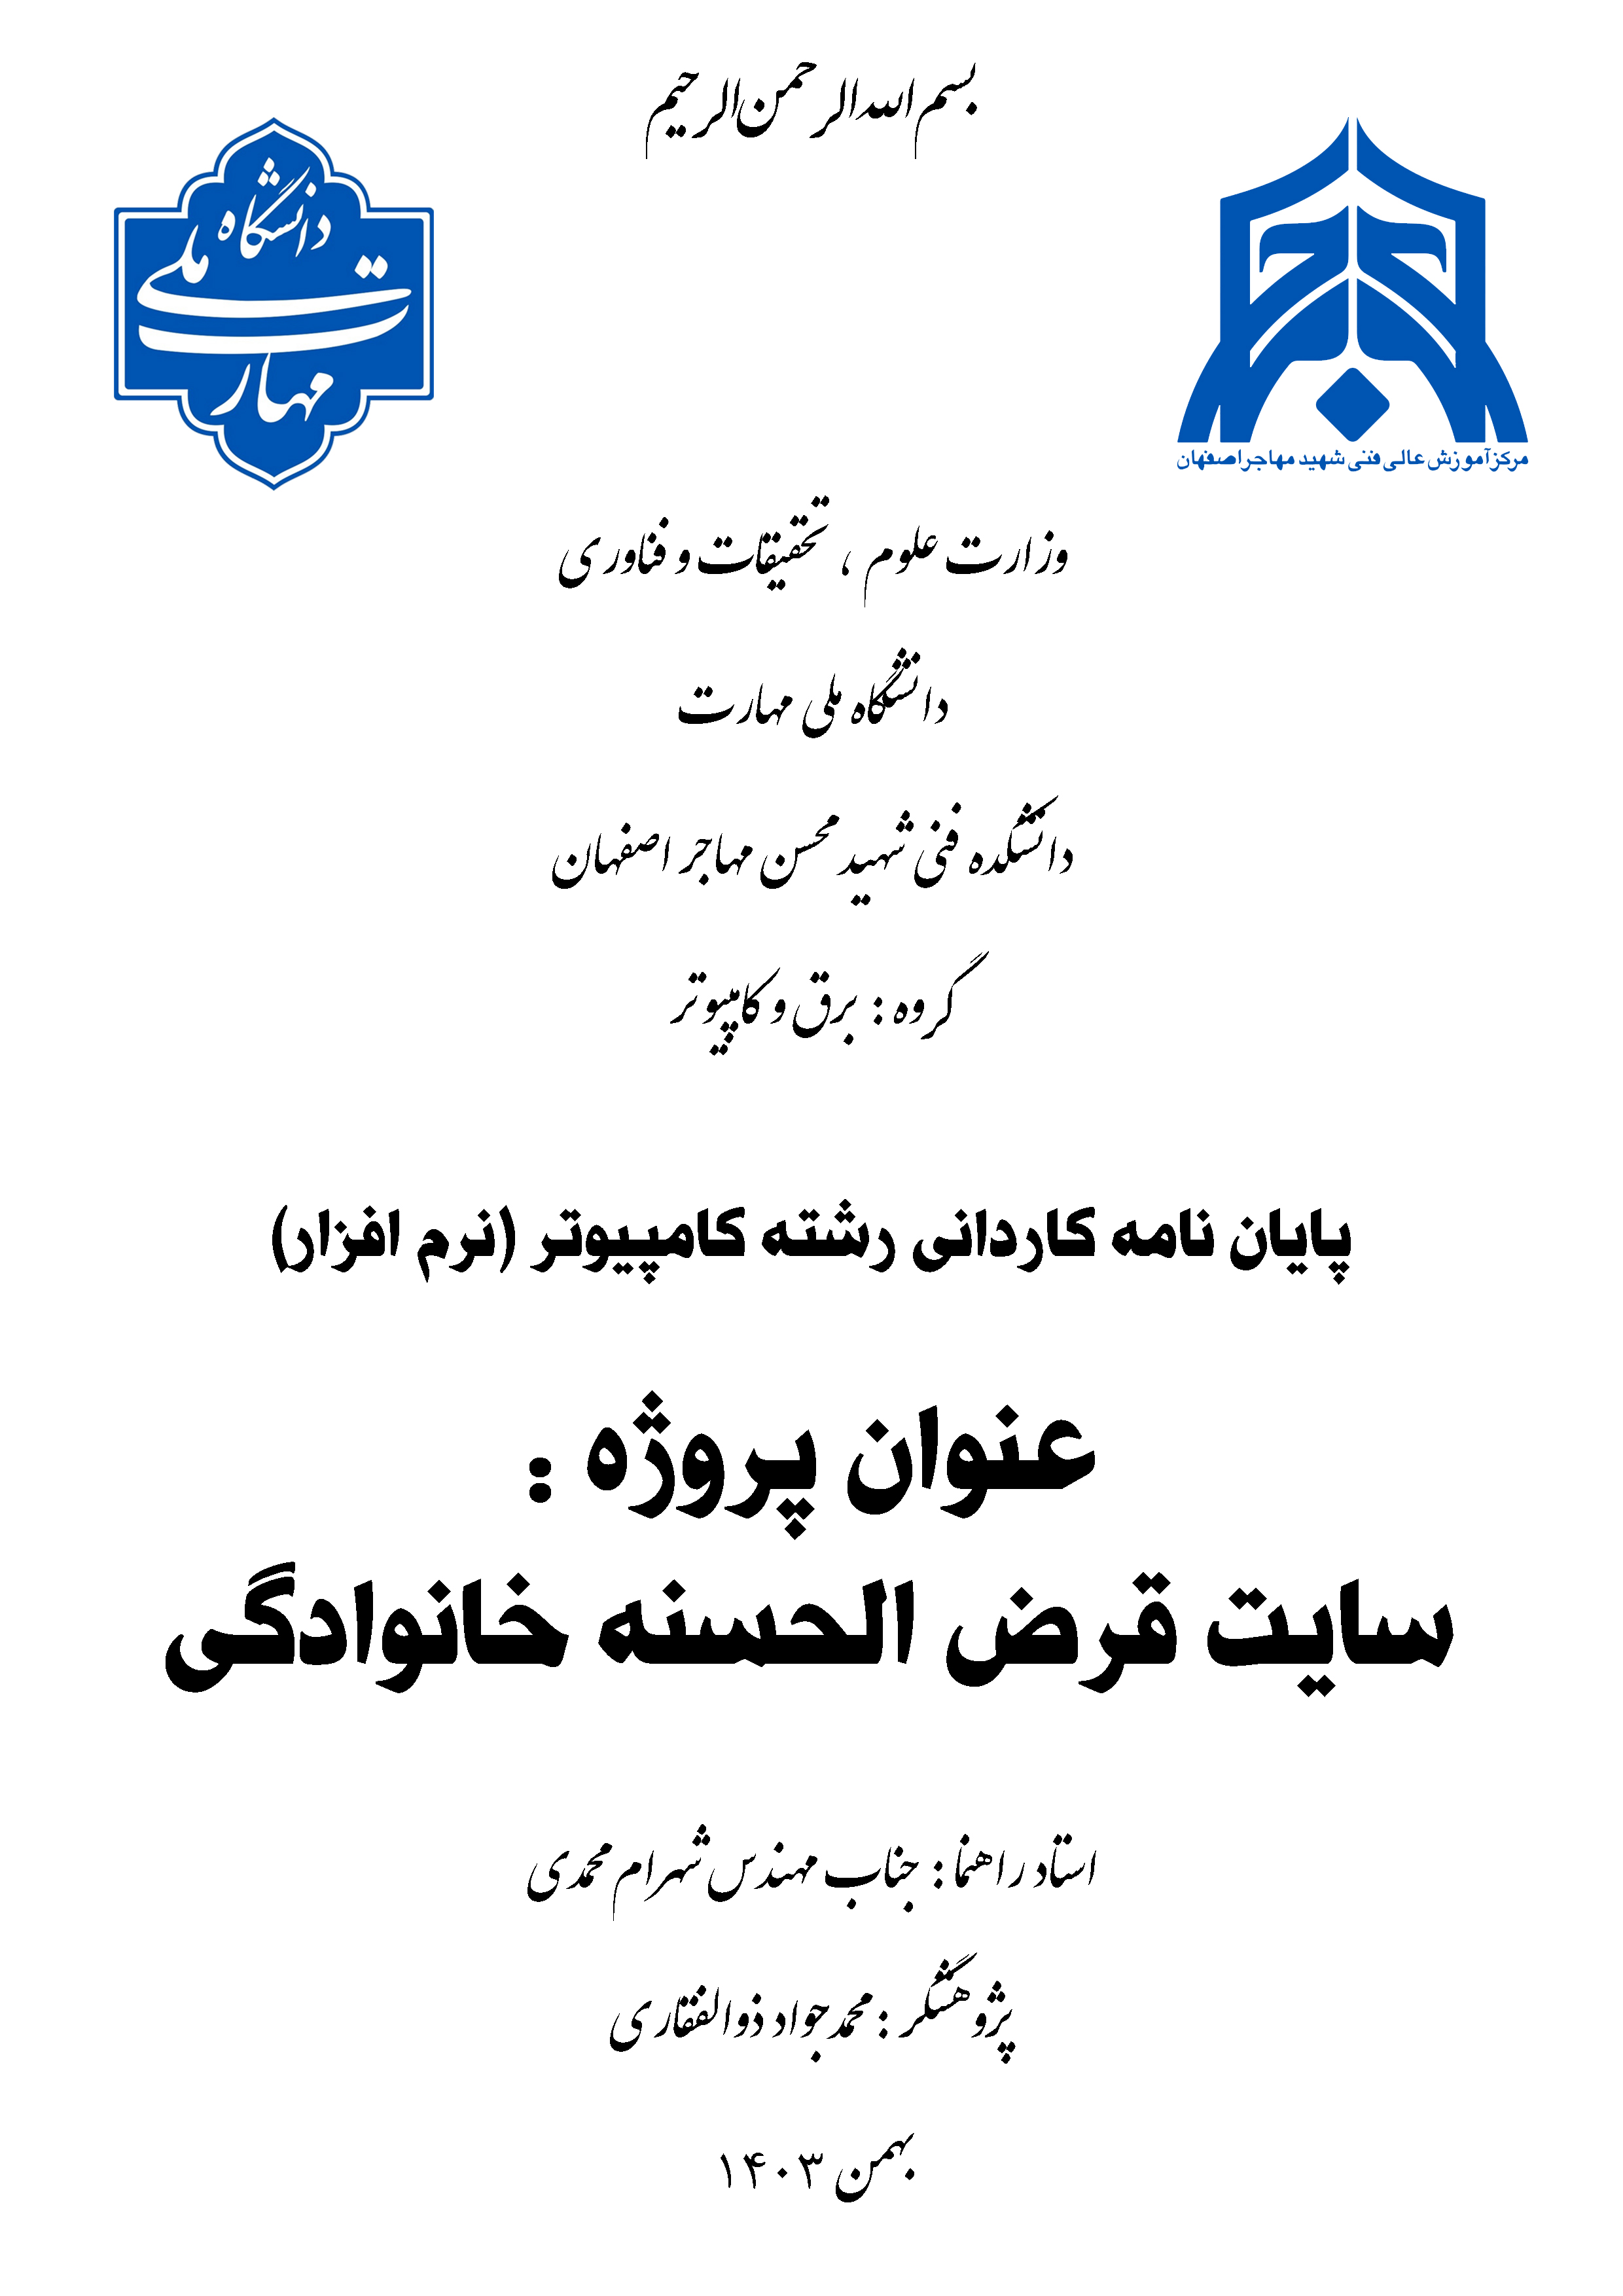 بسم الله الرحمن الرحیم
دانشگاه ملی مهارت
مرکز آموزش عالی فنی شهید مهاجر اصفهان
وزارت علوم ، تحقیقات و فناوری
دانشگاه ملی مهارت
دانشکده فنی شهید محسن مهاجر اصفهان
گروه : برق و کامپیوتر
پایان نامه کاردانی رشته کامپیوتر (نرم افزار)
عنوان پروژه :
سایت قرض الحسنه خانوادگی
استاد راهنما : جناب مهندس شهرام محمدی
پژوهشگر : محمدجواد ذوالفقاری
بهمن ۱۴۰۳